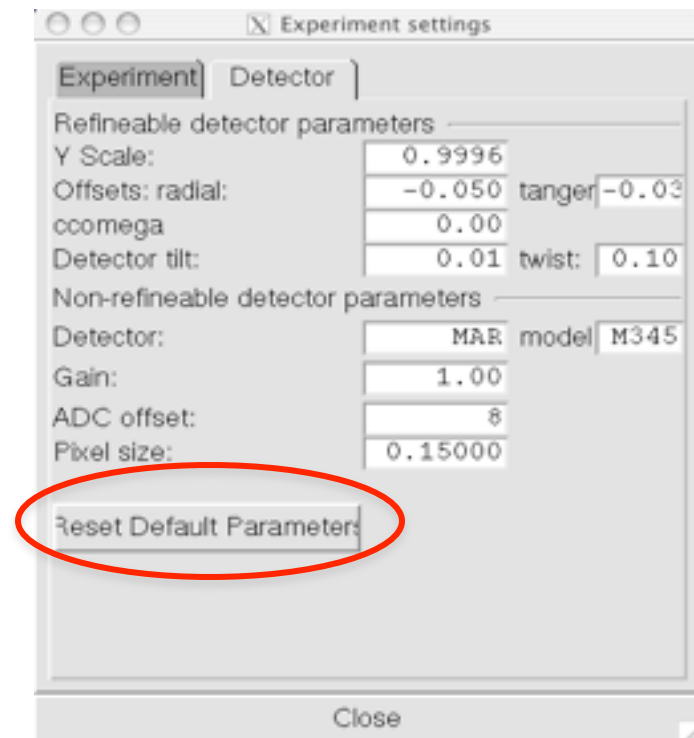 X Experiment settings
Experiment Detector
Refineable detector parameters
Y Scale: 0.9996
Offsets: radial: -0.050 tanger -0.03
ccomega 0.00
Detector tilt: 0.01 twist: 0.10
Non-refineable detector parameters
Detector: MAR model M345
Gain: 1.00
ADC offset: 8
Pixel size: 0.15000
Reset Default Parameters
Close